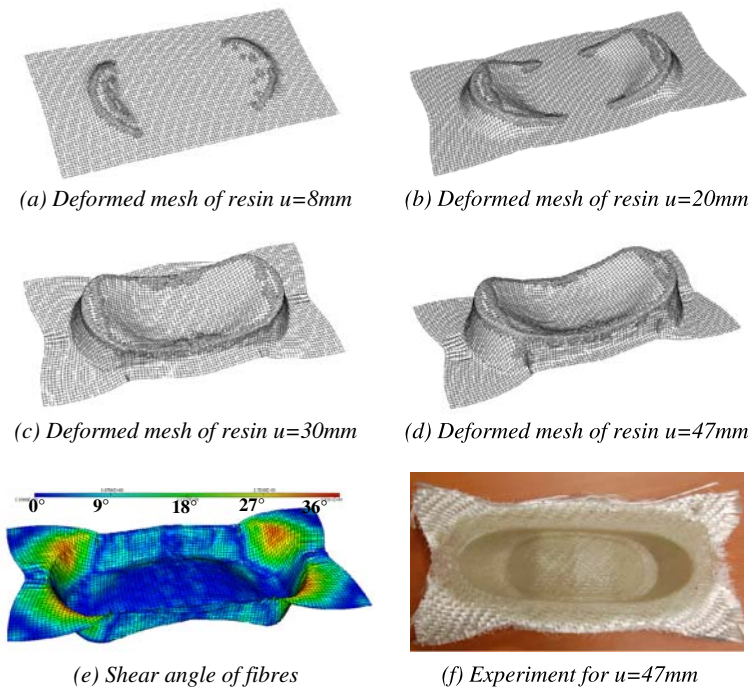 (a) Deformed mesh of resin u=8mm
(b) Deformed mesh of resin u=20mm
(c) Deformed mesh of resin u=30mm
(d) Deformed mesh of resin u=47mm
0° 9° 18° 27° 36°
(e) Shear angle of fibres
(f) Experiment for u=47mm